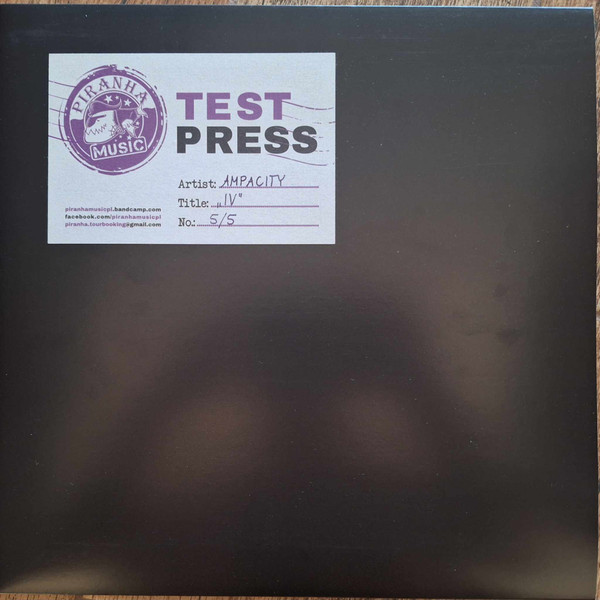 PIRANHA
MUSIC
TEST
PRESS
Artist: AMPACITY
Title: „IV"
No.: 5/5
piranhamusicpl.bandcamp.com
facebook.com/piranhamusicpl
piranha.tourbooking@gmail.com